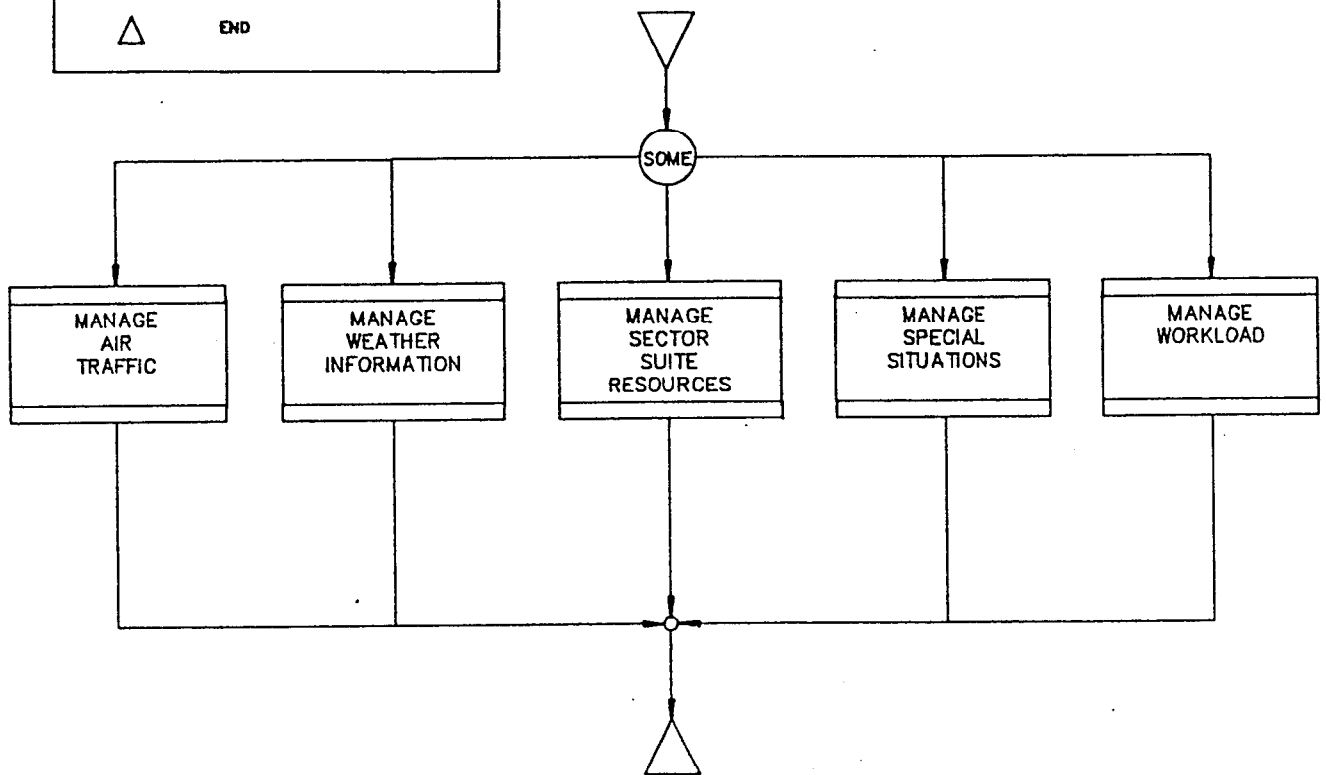 END
SOME
MANAGE
AIR
TRAFFIC
MANAGE
WEATHER
INFORMATION
MANAGE
SECTOR
SUITE
RESOURCES
MANAGE
SPECIAL
SITUATIONS
MANAGE
WORKLOAD